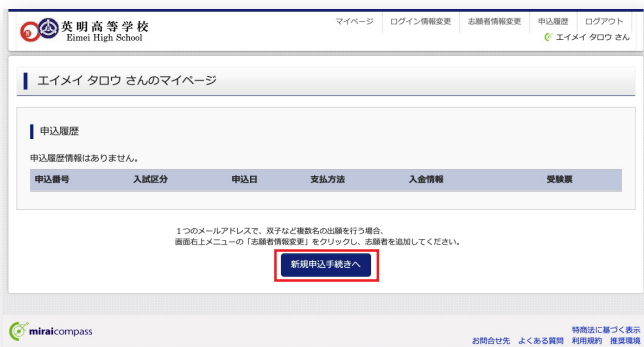 英明高等学校
Eimei High School
マイページ ログイン情報変更 志願者情報変更 申込履歴 ログアウト
エイメイ タロウ さん
エイメイ タロウ さんのマイページ
申込履歴
申込履歴情報はありません。
申込番号 入試区分 申込日 支払方法 入金情報 受験票
1つのメールアドレスで、双子など複数名の出願を行う場合、
画面右上メニューの「志願者情報変更」をクリックし、志願者を追加してください。
新規申込手続きへ
miraicompass
特商法に基づく表示
お問合せ先 よくある質問 利用規約 推奨環境